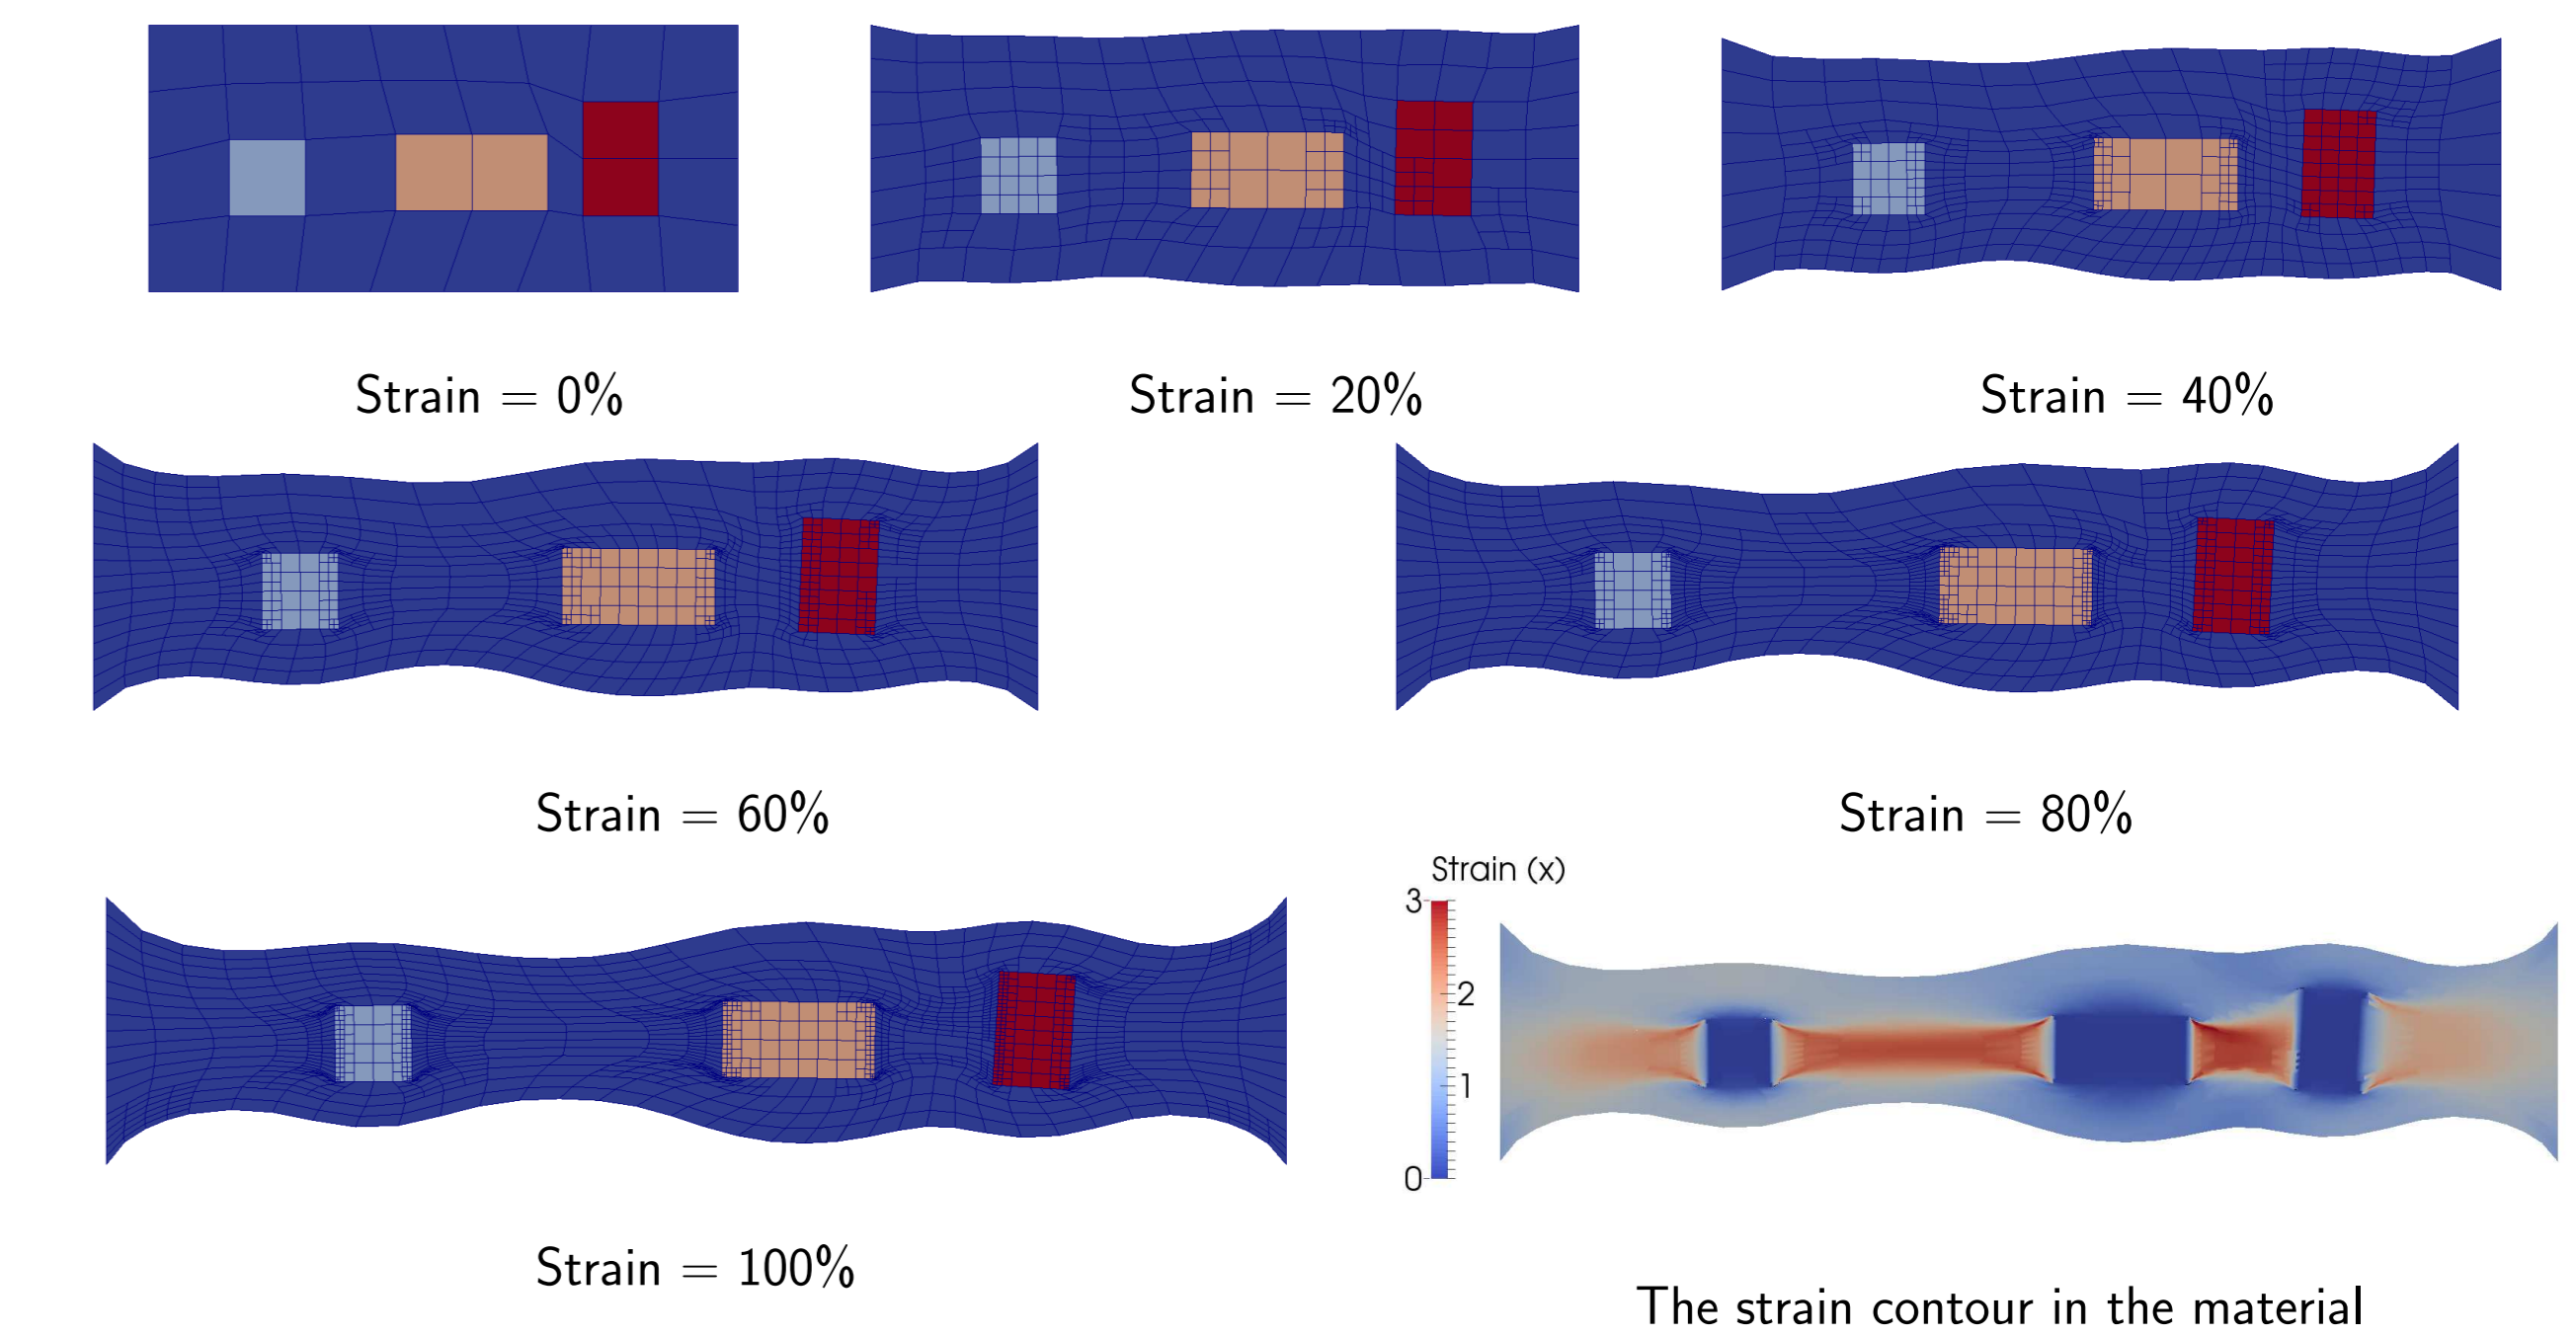 Strain = 0%
Strain = 20%
Strain = 40%
Strain = 60%
Strain = 80%
Strain (x)
3
2
1
0
Strain = 100%
The strain contour in the material